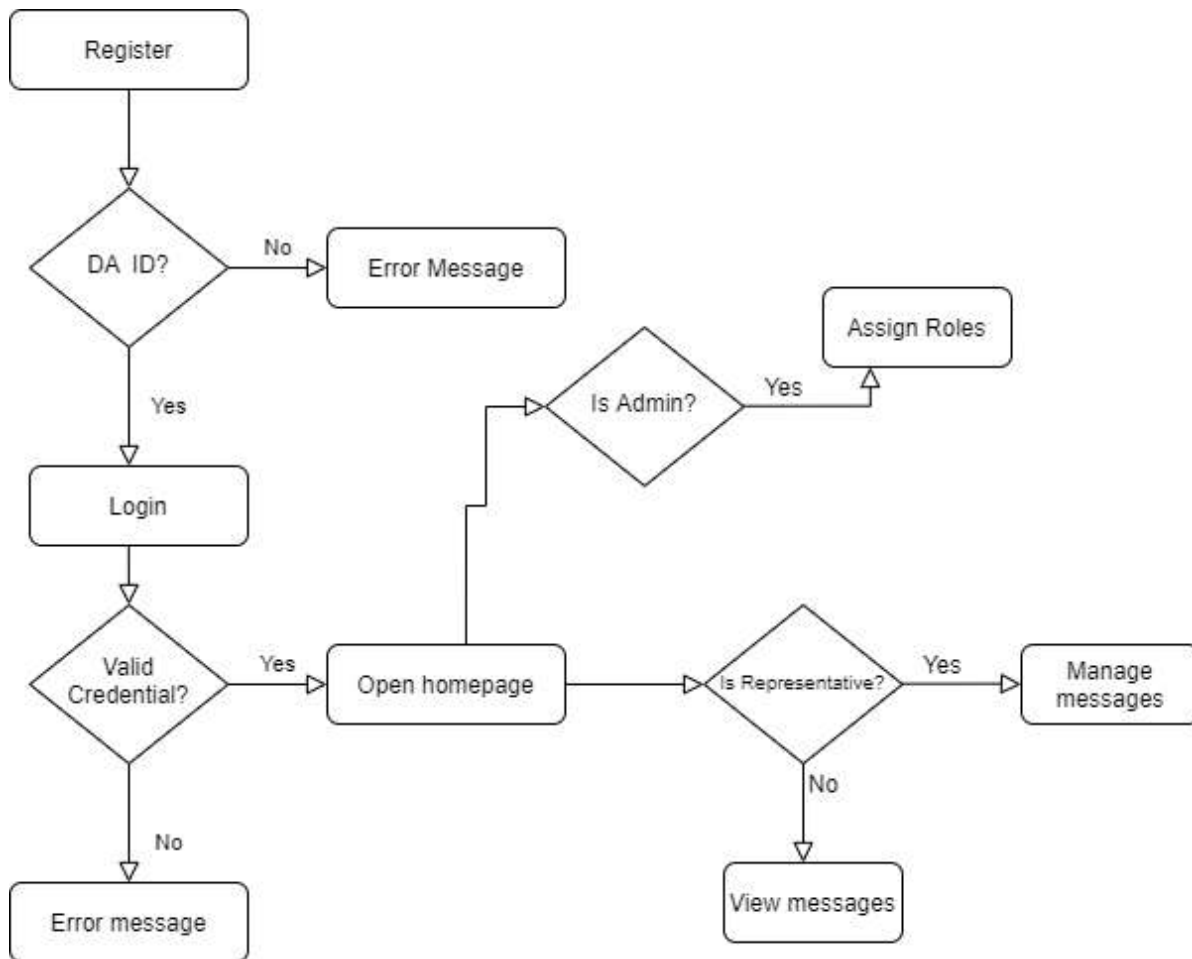 Register
DA ID?
No
Error Message
Assign Roles
Is Admin?
Yes
Yes
Login
Valid
Credential?
Yes
Open homepage
Is Representative?
Yes
Manage
messages
No
No
View messages
Error message